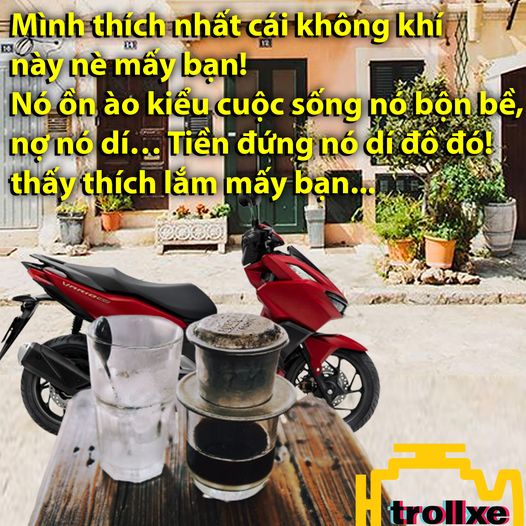 Mình thích nhất cái không khí
này nè mấy bạn!
Nó ồn ào kiểu cuộc sống nó bộn bề,
nợ nó dí... Tiền đứng nó dí đồ đó!
thấy thích lắm mấy bạn...
VARIO
trollxe